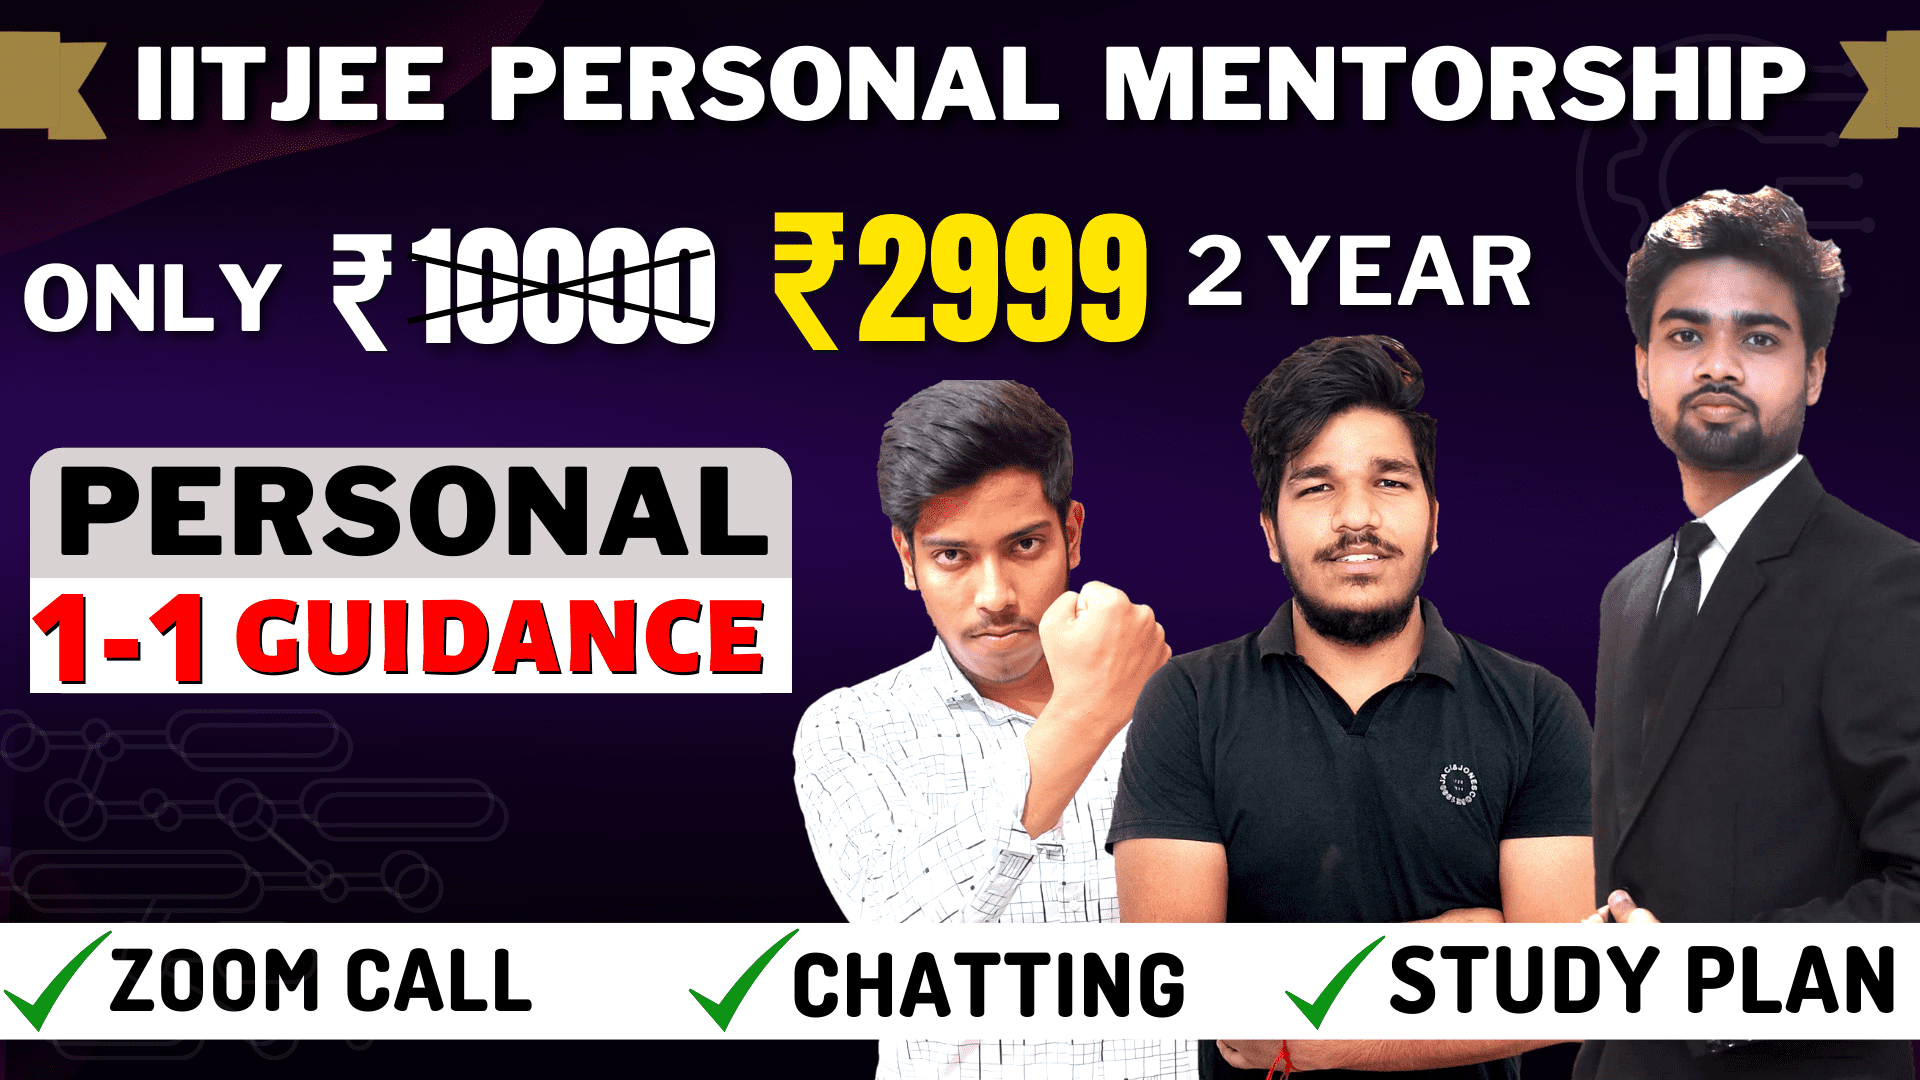 IITJEE PERSONAL MENTORSHIP
ONLY ₹10000 ₹2999 2 YEAR
PERSONAL
1-1 GUIDANCE
ZOOM CALL CHATTING STUDY PLAN